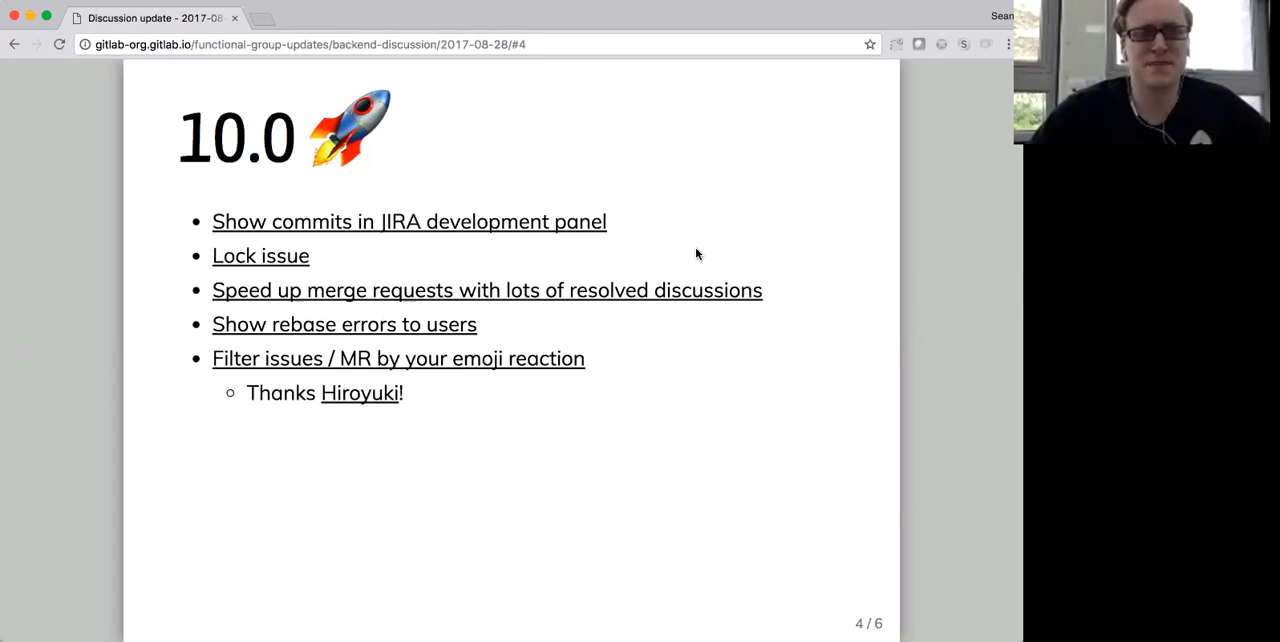 Discussion update - 2017-08
Sean
gitlab-org.gitlab.io/functional-group-updates/backend-discussion/2017-08-28/#4
S
10.0
Show commits in JIRA development panel
Lock issue
Speed up merge requests with lots of resolved discussions
Show rebase errors to users
Filter issues / MR by your emoji reaction
Thanks Hiroyuki!
4 / 6